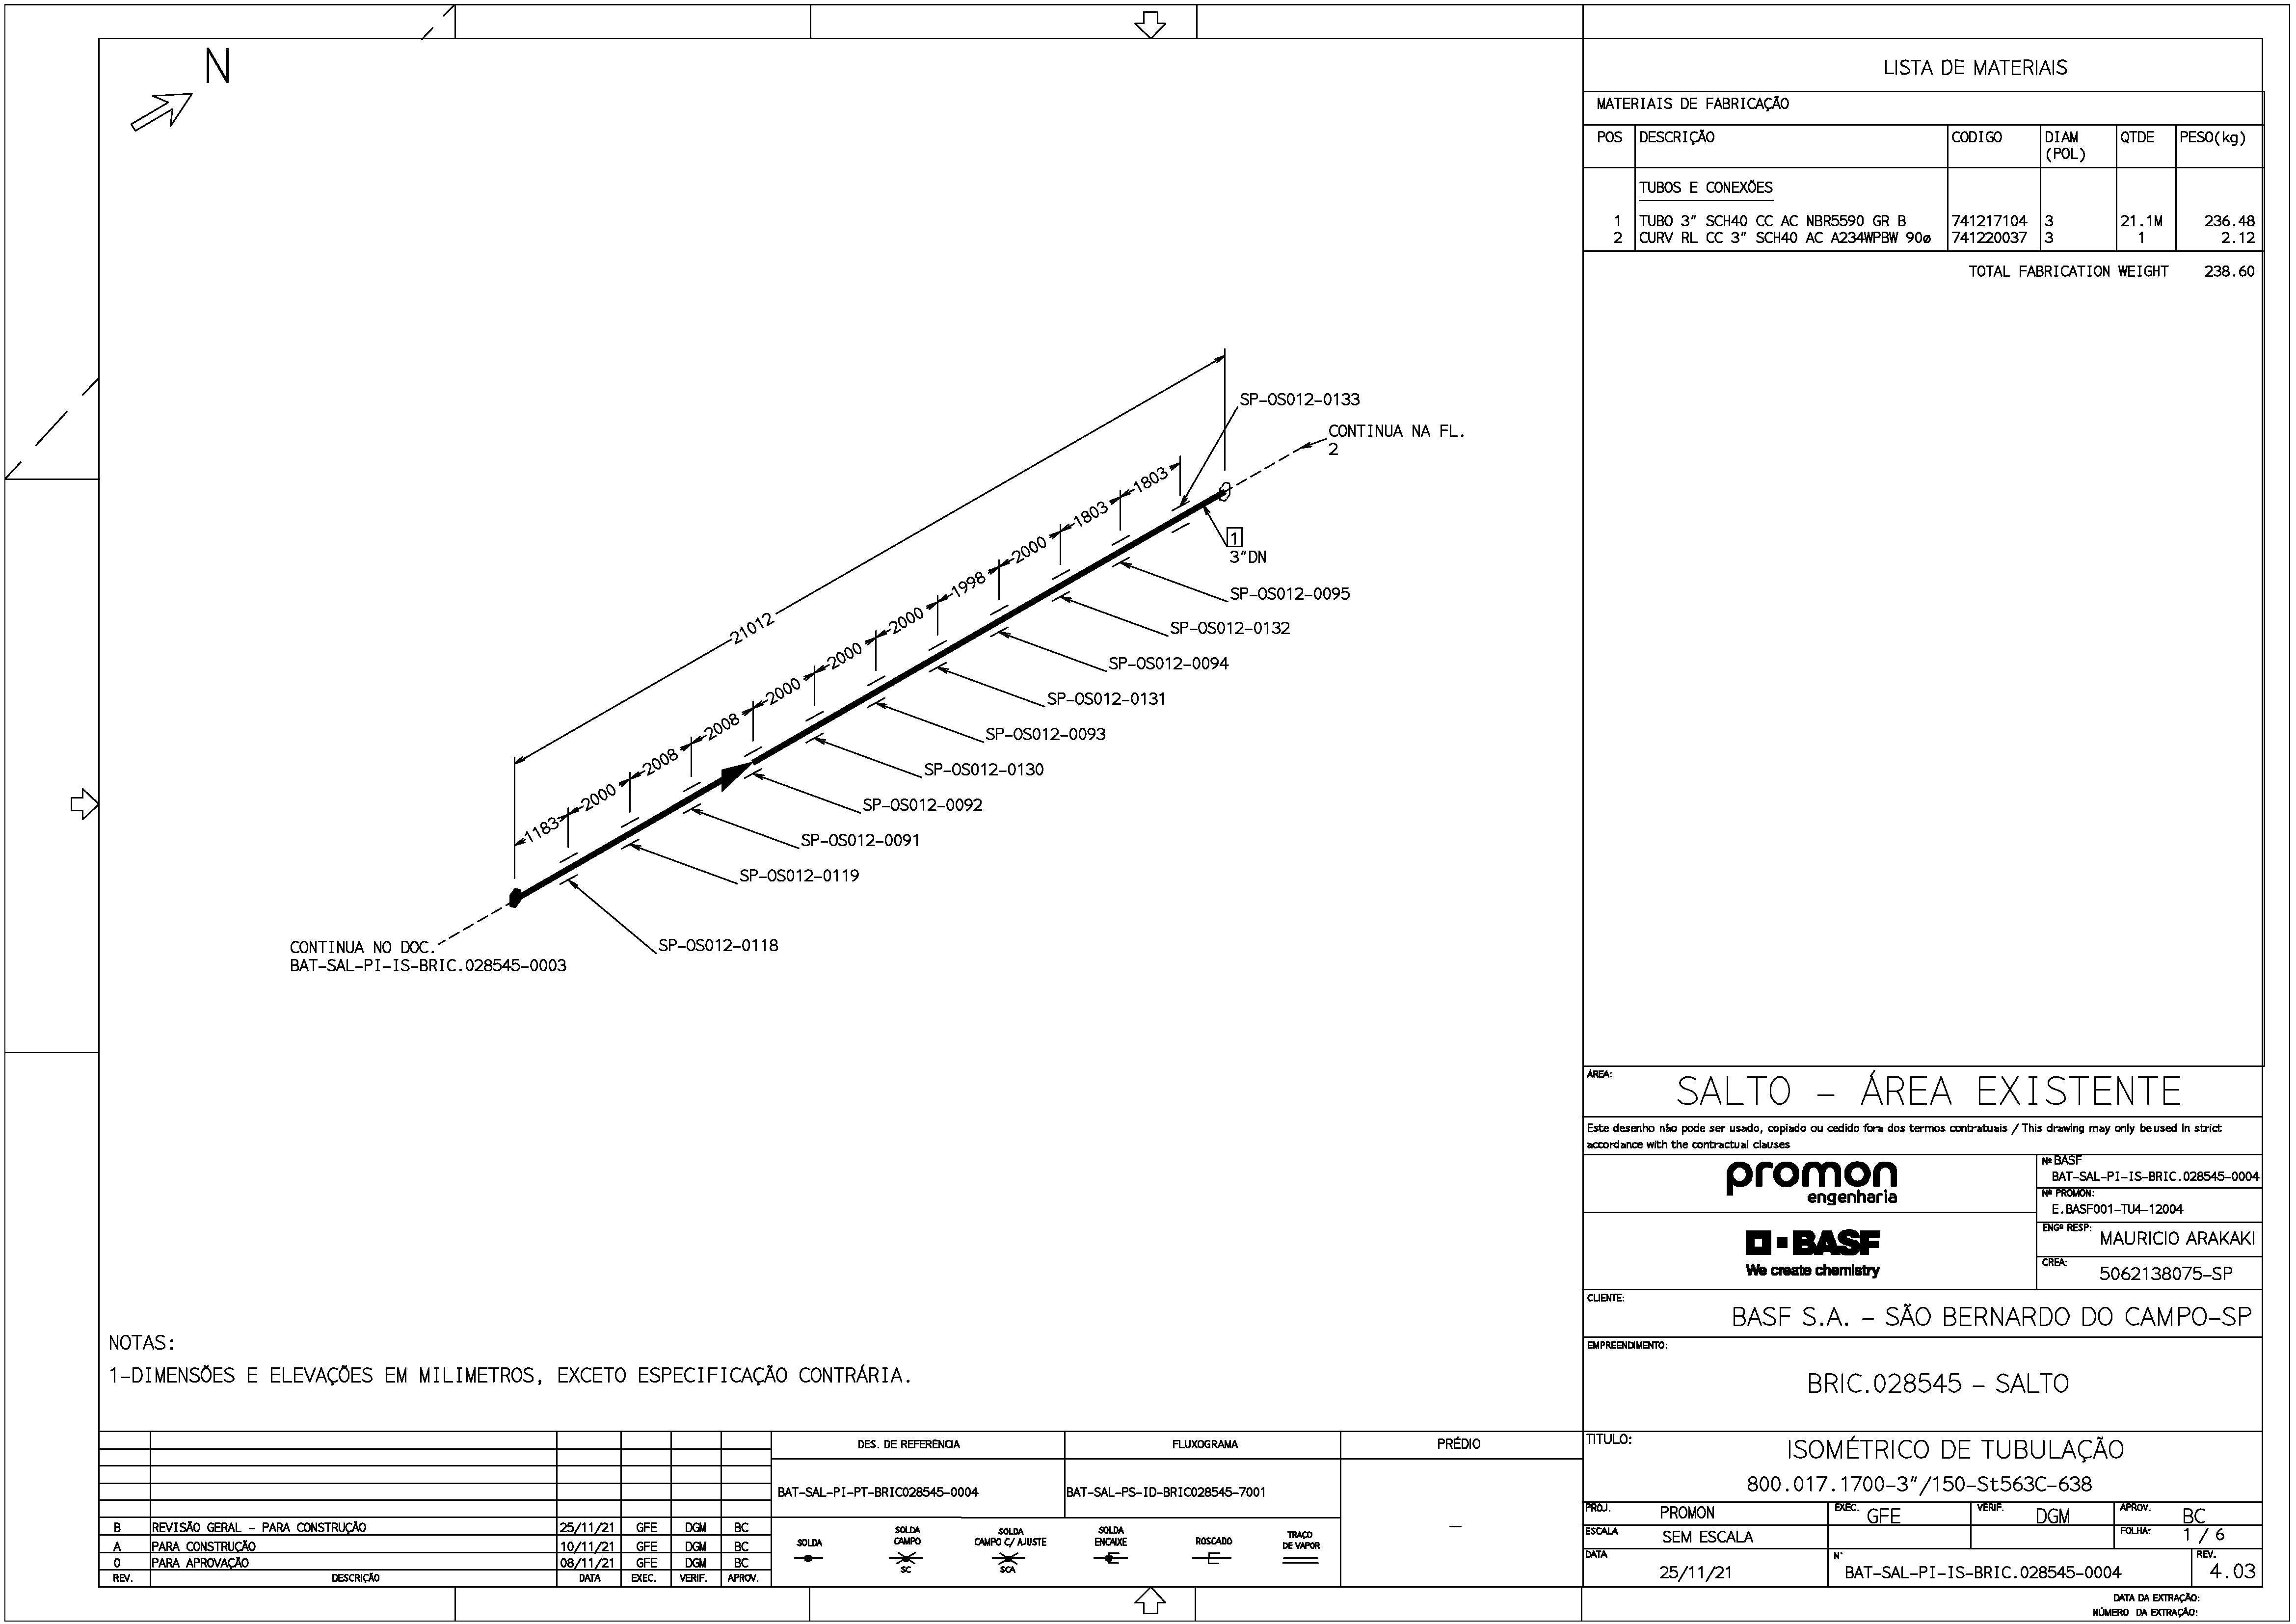 N
LISTA DE MATERIAIS
MATERIAIS DE FABRICAÇÃO
POS DESCRIÇÃO CODIGO DIAM (POL) QTDE PESO(kg)
TUBOS E CONEXÕES
1 TUBO 3" SCH40 CC AC NBR5590 GR B 741217104 3 21.1M 236.48
2 CURV RL CC 3" SCH40 AC A234WPBW 90ø 741220037 3 1 2.12
TOTAL FABRICATION WEIGHT 238.60
SP-OS012-0133
CONTINUA NA FL.
2
1803
1803
2000
1998
2000
2000
2000
2008
2008
2000
1183
21012
1
3"DN
SP-OS012-0095
SP-OS012-0132
SP-OS012-0094
SP-OS012-0131
SP-OS012-0093
SP-OS012-0130
SP-OS012-0092
SP-OS012-0091
SP-OS012-0119
SP-OS012-0118
CONTINUA NO DOC.
BAT-SAL-PI-IS-BRIC.028545-0003
NOTAS:
1-DIMENSÕES E ELEVAÇÕES EM MILIMETROS, EXCETO ESPECIFICAÇÃO CONTRÁRIA.
B REVISÃO GERAL - PARA CONSTRUÇÃO 25/11/21 GFE DGM BC
A PARA CONSTRUÇÃO 10/11/21 GFE DGM BC
0 PARA APROVAÇÃO 08/11/21 GFE DGM BC
REV. DESCRIÇÃO DATA EXEC. VERIF. APROV.
DES. DE REFERÊNCIA FLUXOGRAMA PRÉDIO
BAT-SAL-PI-PT-BRIC028545-0004 BAT-SAL-PS-ID-BRIC028545-7001
-
SOLDA
SOLDA CAMPO
SC
SOLDA CAMPO C/ AJUSTE
SCA
SOLDA ENCAIXE
ROSCADO
TRAÇO DE VAPOR
ÁREA:
SALTO - ÁREA EXISTENTE
Este desenho não pode ser usado, copiado ou cedido fora dos termos contratuais / This drawing may only be used in strict
accordance with the contractual clauses
promon
engenharia
Nº BASF
BAT-SAL-PI-IS-BRIC.028545-0004
Nº PROMON:
E.BASF001-TU4-12004
BASF
We create chemistry
ENGº RESP:
MAURICIO ARAKAKI
CREA:
5062138075-SP
CLIENTE:
BASF S.A. - SÃO BERNARDO DO CAMPO-SP
EMPREENDIMENTO:
BRIC.028545 - SALTO
TITULO:
ISOMÉTRICO DE TUBULAÇÃO
800.017.1700-3"/150-St563C-638
PROJ. PROMON EXEC. GFE VERIF. DGM APROV. BC
ESCALA SEM ESCALA FOLHA: 1 / 6
DATA 25/11/21 N° BAT-SAL-PI-IS-BRIC.028545-0004 REV. 4.03
DATA DA EXTRAÇÃO:
NÚMERO DA EXTRAÇÃO: